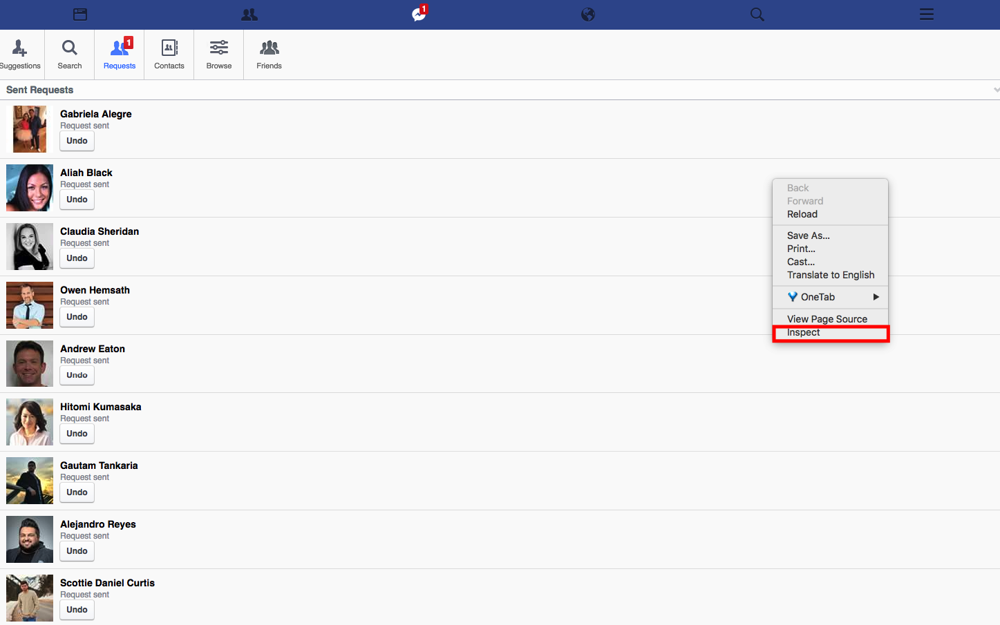 1
Suggestions
Search
1
Requests
Contacts
Browse
Friends
Sent Requests
Gabriela Alegre
Request sent
Undo
Aliah Black
Request sent
Undo
Claudia Sheridan
Request sent
Undo
Owen Hemsath
Request sent
Undo
Andrew Eaton
Request sent
Undo
Hitomi Kumasaka
Request sent
Undo
Gautam Tankaria
Request sent
Undo
Alejandro Reyes
Request sent
Undo
Scottie Daniel Curtis
Request sent
Undo
Back
Forward
Reload
Save As...
Print...
Cast...
Translate to English
OneTab
View Page Source
Inspect